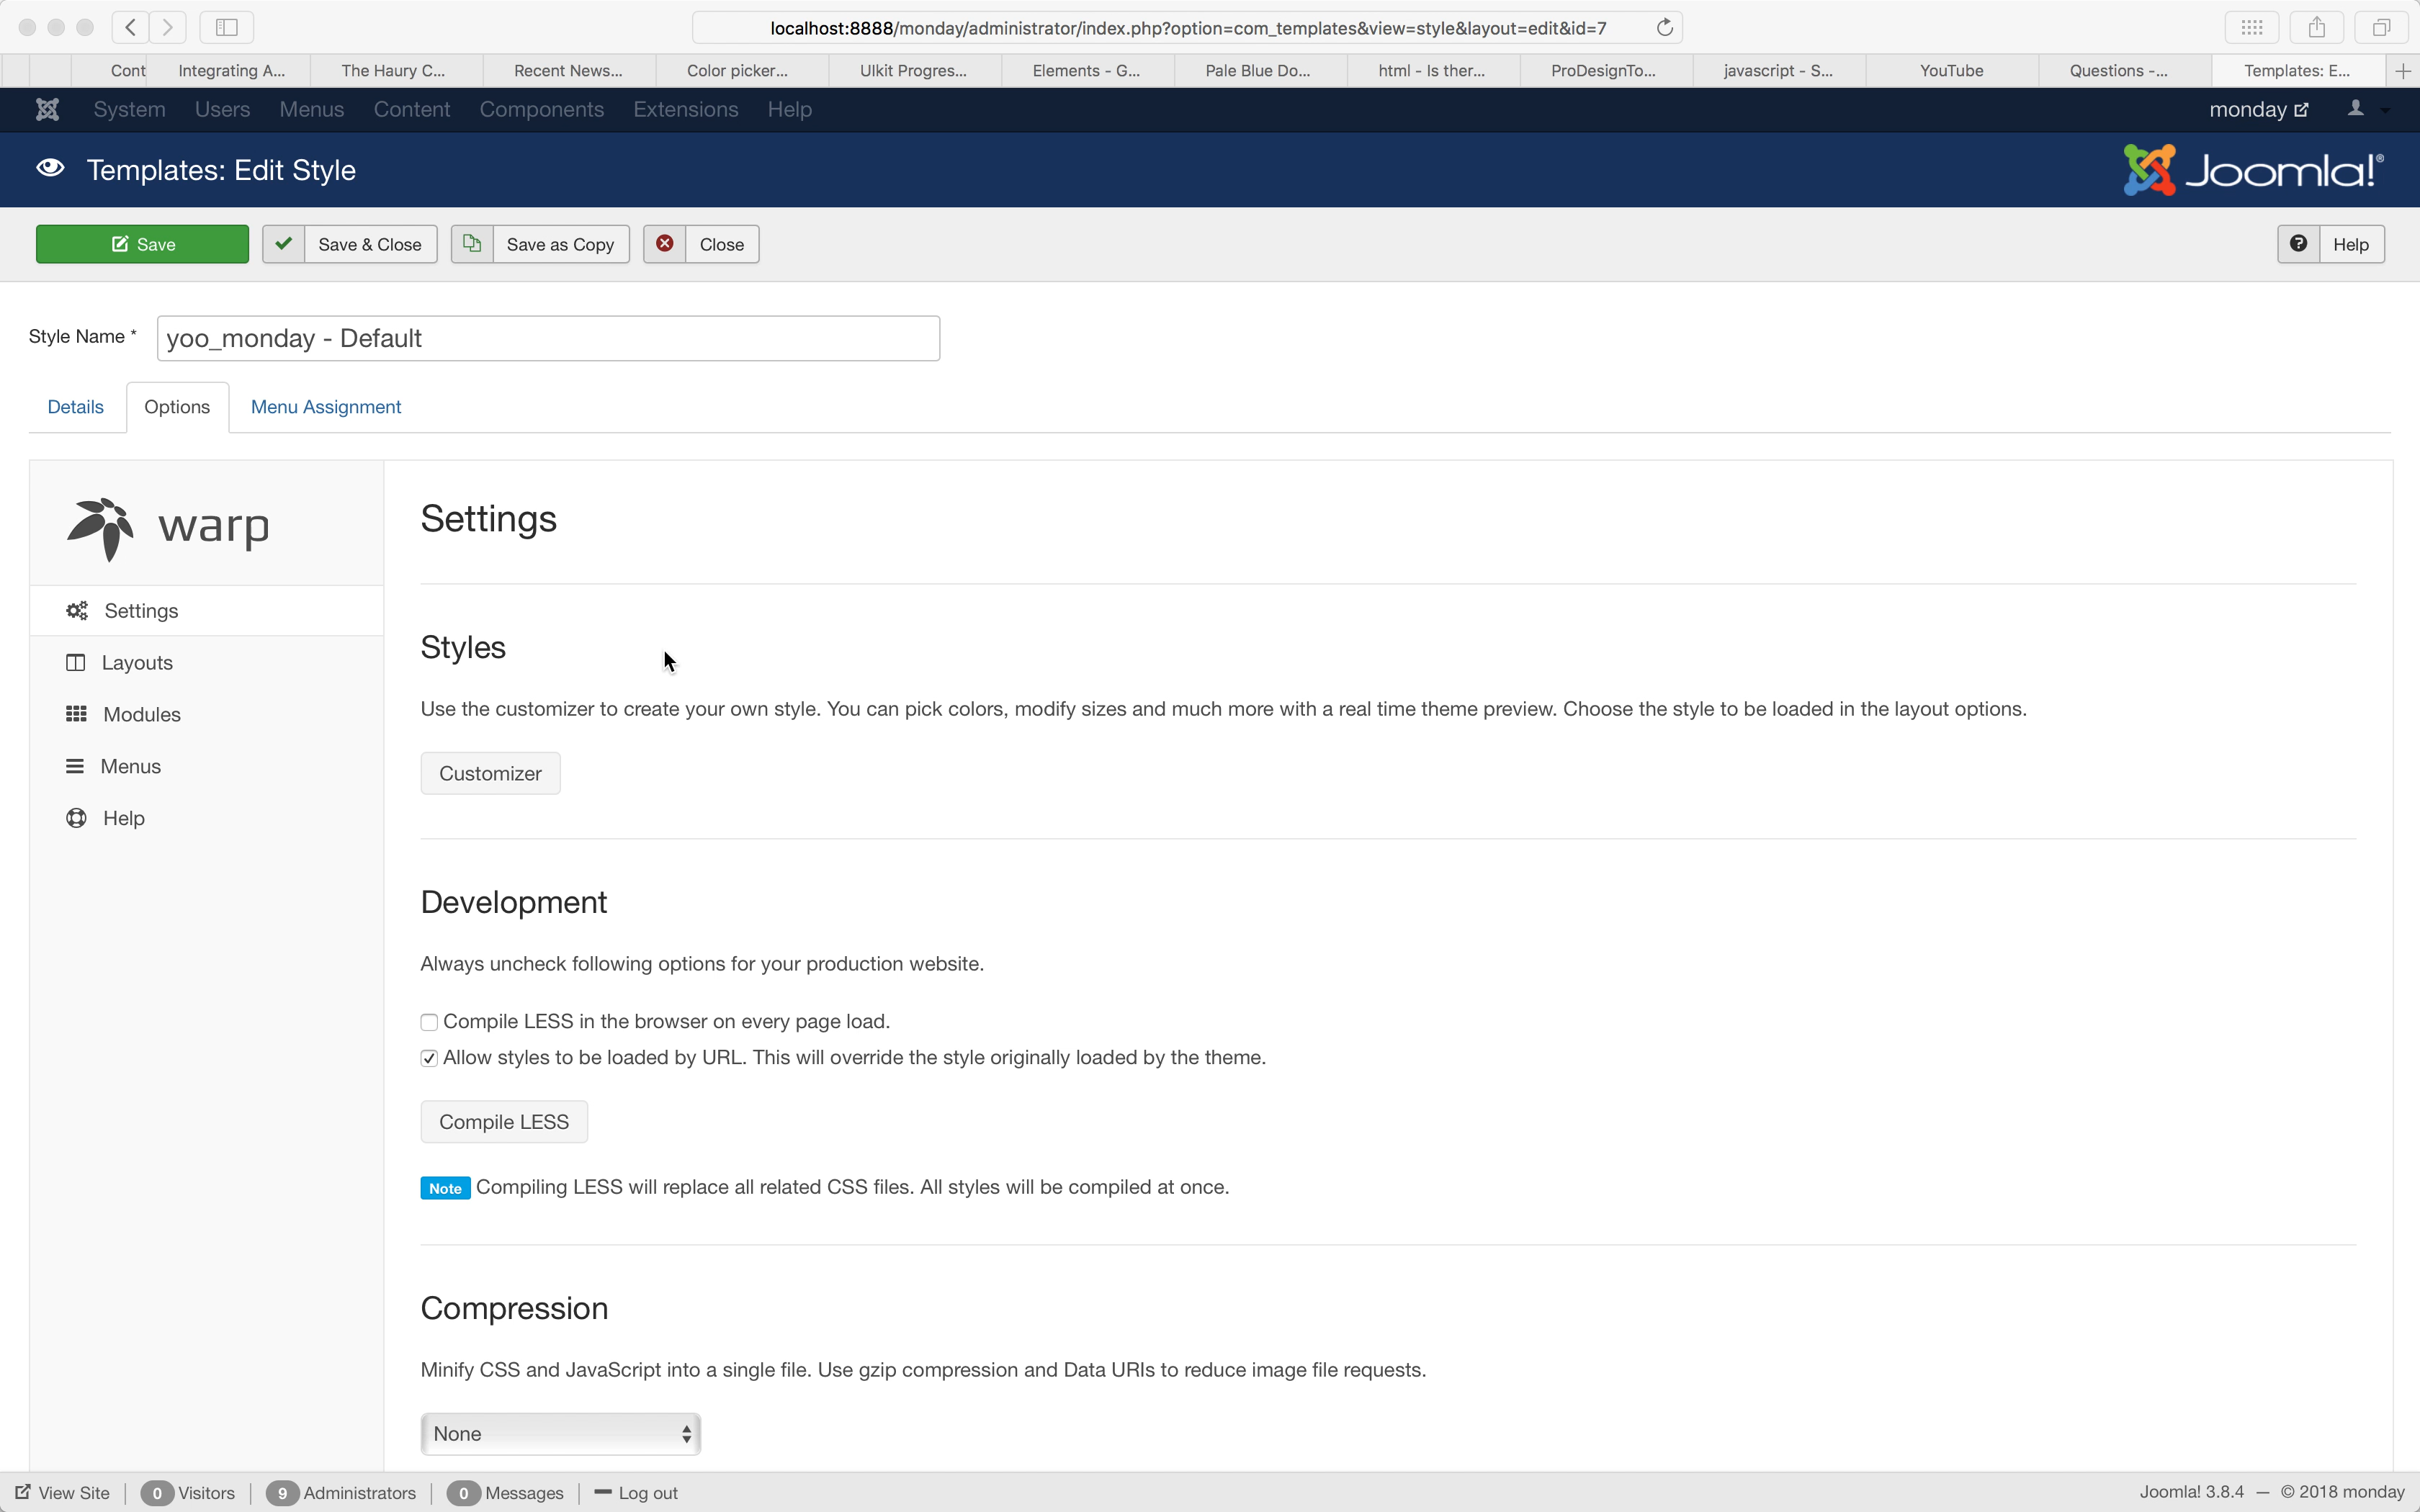 localhost:8888/monday/administrator/index.php?option=com_templates&view=style&layout=edit&id=7
Cont Integrating A... The Haury C... Recent News... Color picker... UIkit Progres... Elements - G... Pale Blue Do... html - Is ther... ProDesignTo... javascript - S... YouTube Questions -... Templates: E...
System Users Menus Content Components Extensions Help monday
Templates: Edit Style Joomla!®
Save Save & Close Save as Copy Close Help
Style Name * yoo_monday - Default
Details Options Menu Assignment
warp
Settings
Layouts
Modules
Menus
Help
Settings
Styles
Use the customizer to create your own style. You can pick colors, modify sizes and much more with a real time theme preview. Choose the style to be loaded in the layout options.
Customizer
Development
Always uncheck following options for your production website.
Compile LESS in the browser on every page load.
Allow styles to be loaded by URL. This will override the style originally loaded by the theme.
Compile LESS
Note Compiling LESS will replace all related CSS files. All styles will be compiled at once.
Compression
Minify CSS and JavaScript into a single file. Use gzip compression and Data URIs to reduce image file requests.
None
View Site 0 Visitors 9 Administrators 0 Messages Log out Joomla! 3.8.4 — © 2018 monday